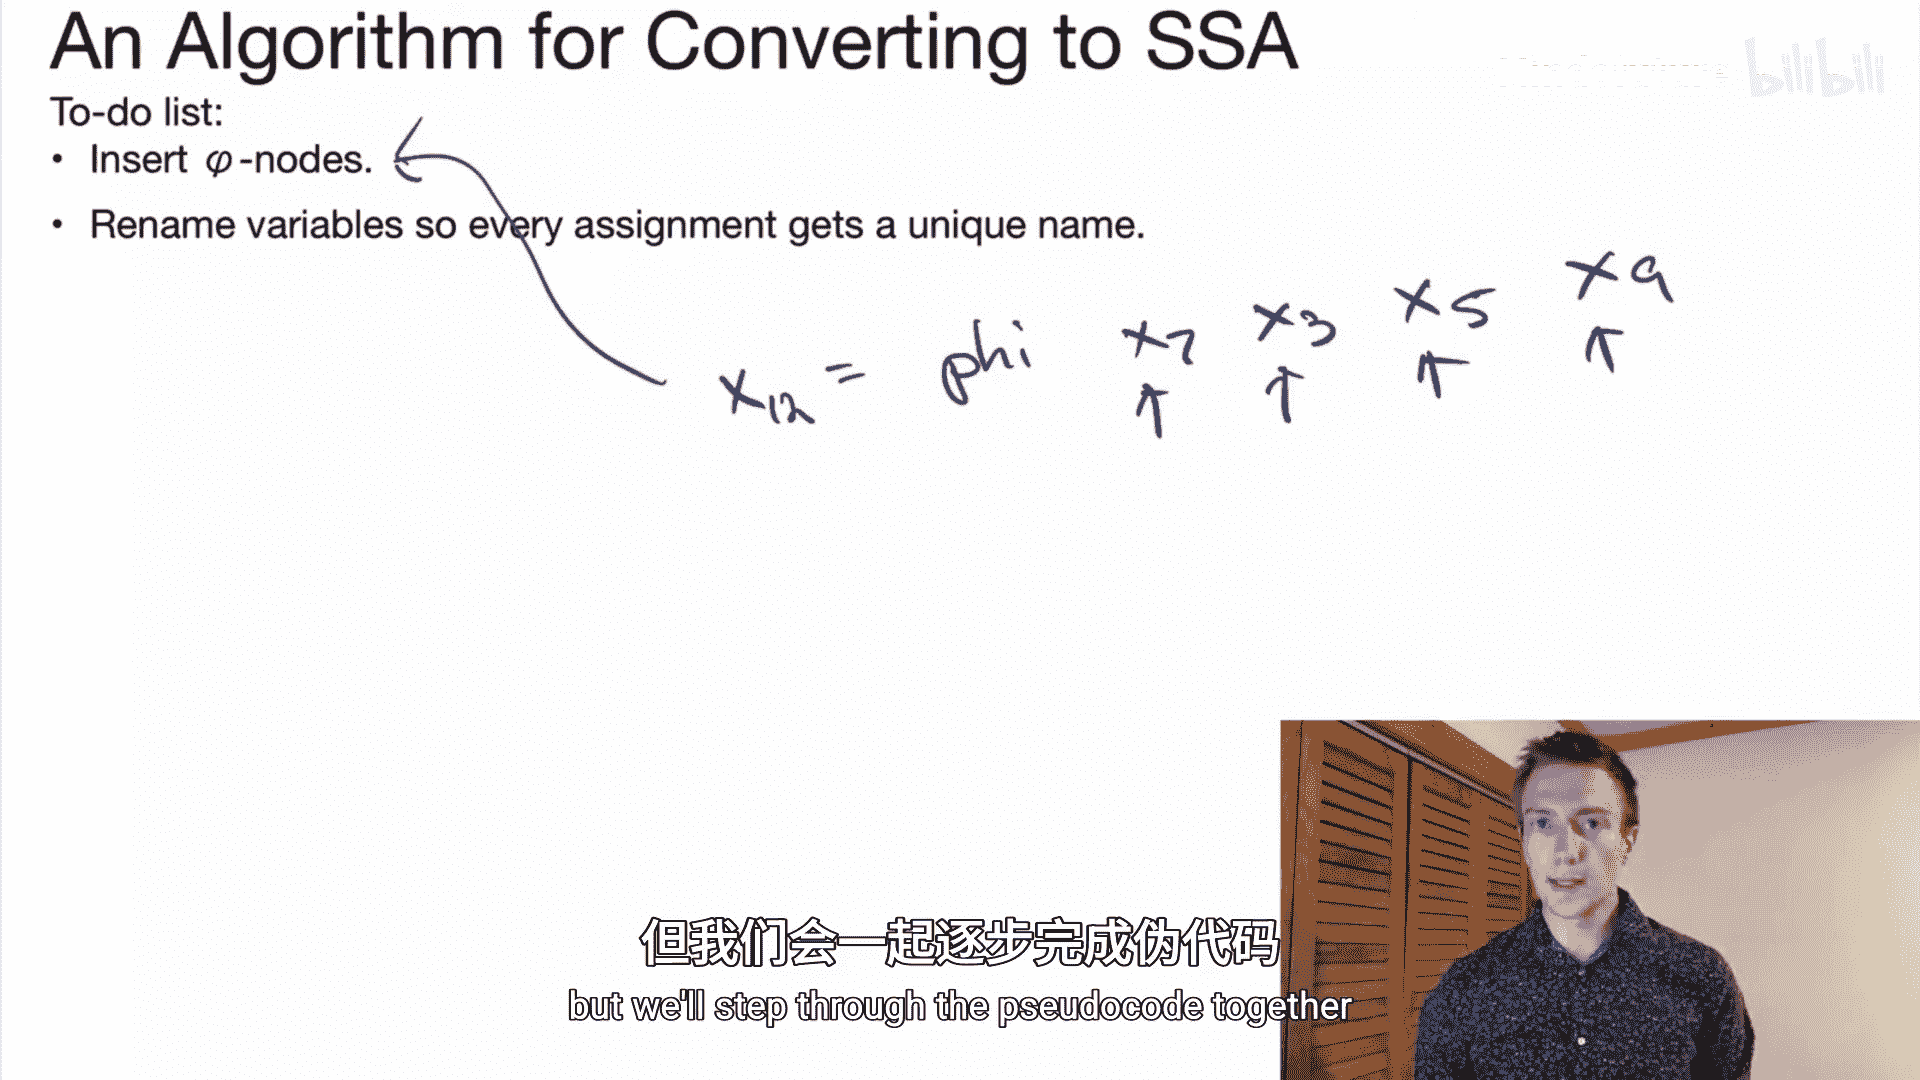 An Algorithm for Converting to SSA
bilibili
To-do list:
• Insert φ-nodes.
• Rename variables so every assignment gets a unique name.
x12 = phi x7 x3 x5 x9
但我们会一起逐步完成伪代码
but we'll step through the pseudocode together